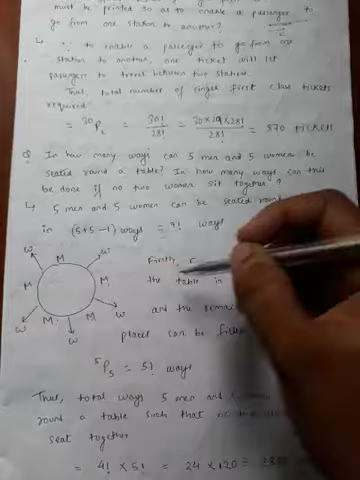 must be printed so as to enable a passenger to
go from one station to another?
↳ ∵ to enable a passenger to go from one
station to another, one ticket will let
passengers to travel between two stations
Thus, total number of single first class tickets
required
= ³⁰P₂ = 30!/28! = 30×29×28!/28! = 870 tickets
Q In how many ways can 5 men and 5 women be
seated round a table? In how many ways can this
be done if no two women sit together?
↳ 5 men and 5 women can be seated round
in (5+5-1) ways = 9! ways
W M W
M M
W M M W
W
Firstly,
the table in
and the remai
places can be fille
⁵P₅ = 5! ways
Thus, total ways 5 men and
round a table such that no
seat together
= 4! × 5! = 24 × 120 =